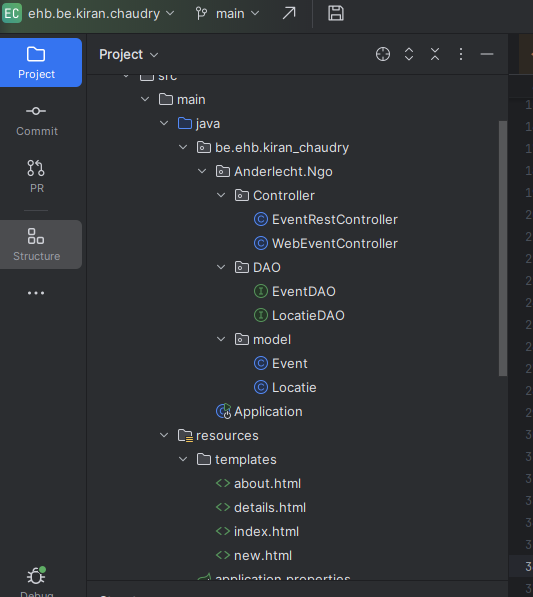 EC ehb.be.kiran.chaudry main
Project
Project
src
main
Commit
java
be.ehb.kiran_chaudry
PR
Anderlecht.Ngo
Controller
EventRestController
WebEventController
Structure
DAO
EventDAO
LocatieDAO
model
Event
Locatie
Application
resources
templates
about.html
details.html
index.html
new.html
application.properties
Debug